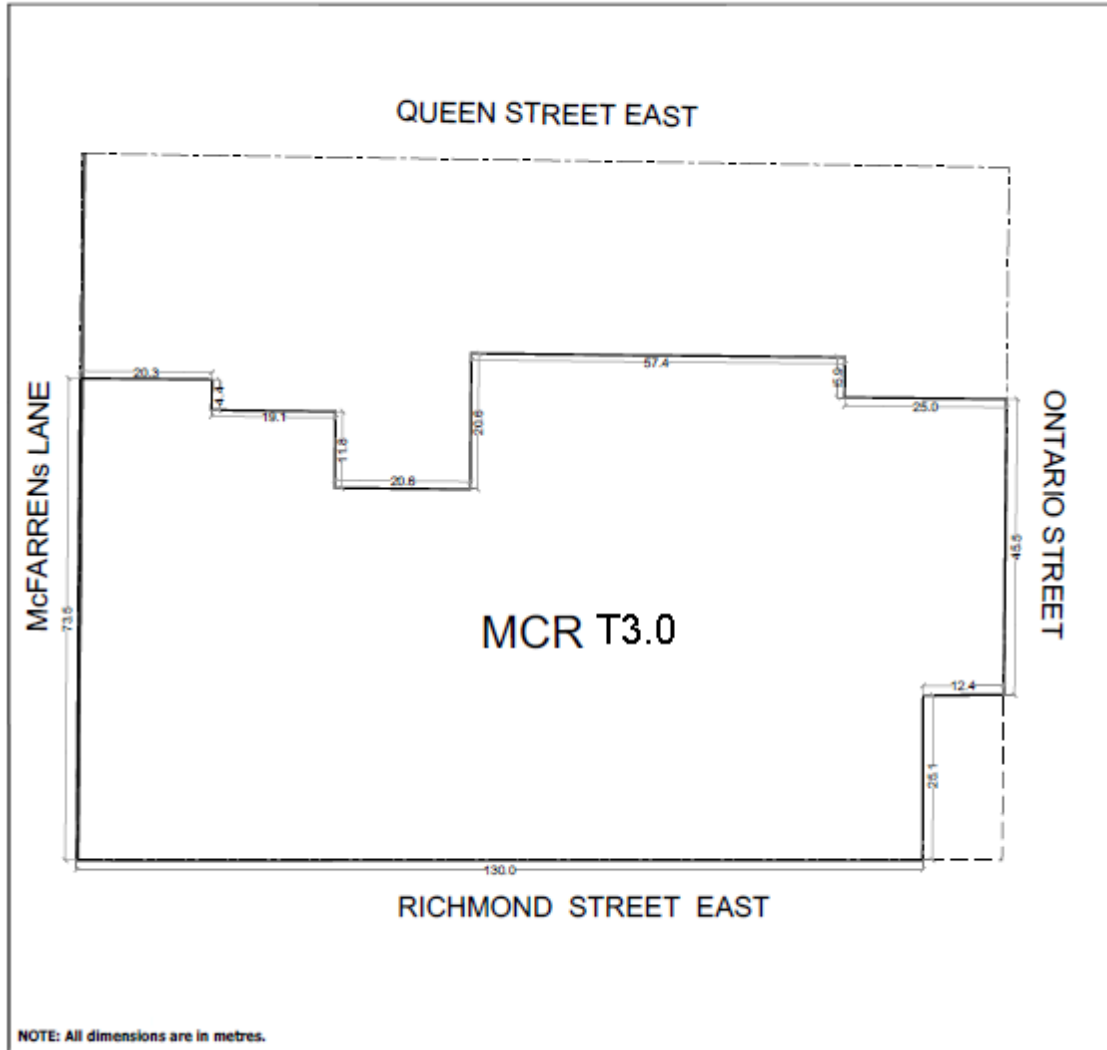 QUEEN STREET EAST
20.3
4.4
19.1
11.8
20.6
20.6
57.4
25.0
McFARRENs LANE
73.5
ONTARIO STREET
45.5
MCR T3.0
12.4
25.1
130.0
RICHMOND STREET EAST
NOTE: All dimensions are in metres.